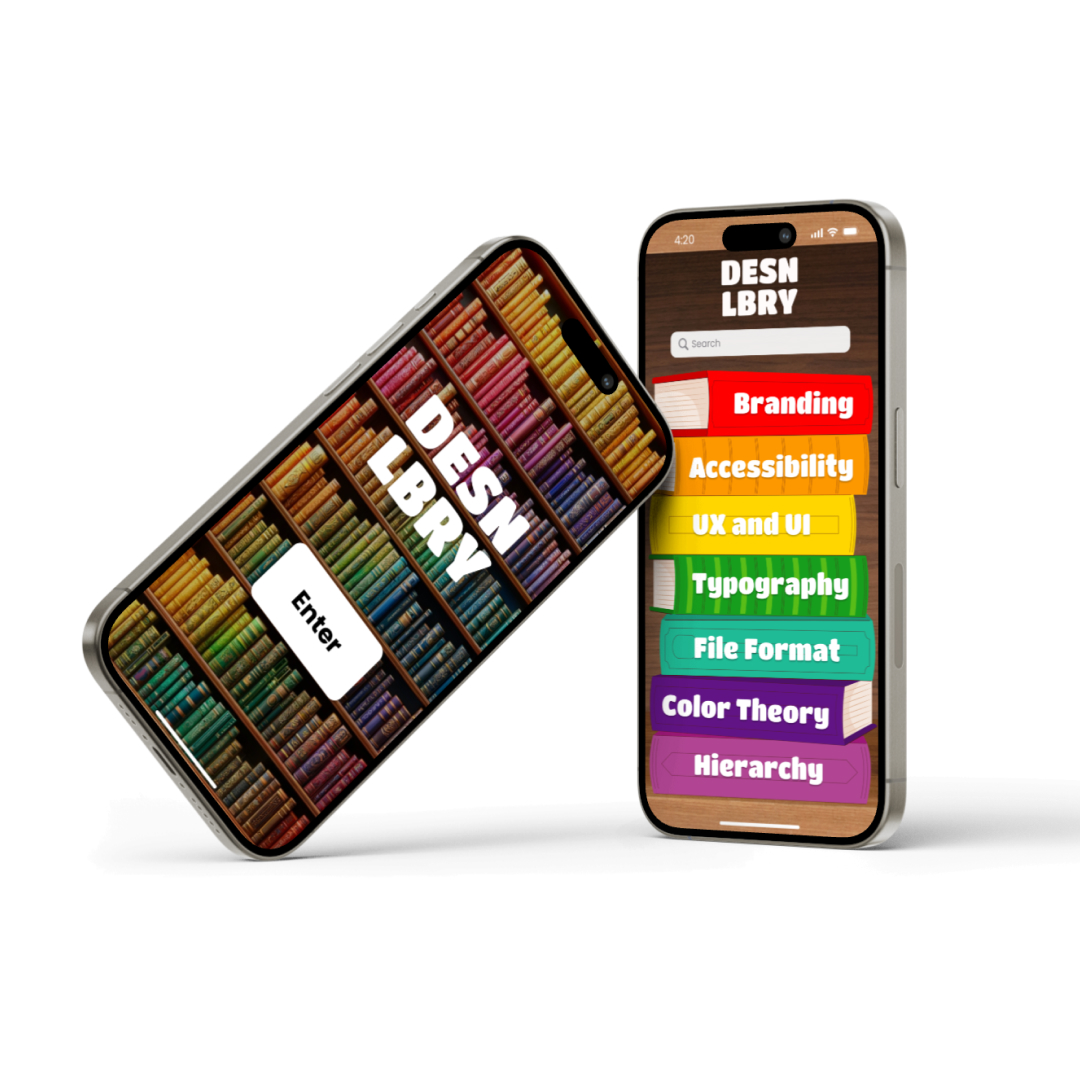 DESN
LBRY
Enter
4:20
DESN
LBRY
Search
Branding
Accessibility
UX and UI
Typography
File Format
Color Theory
Hierarchy